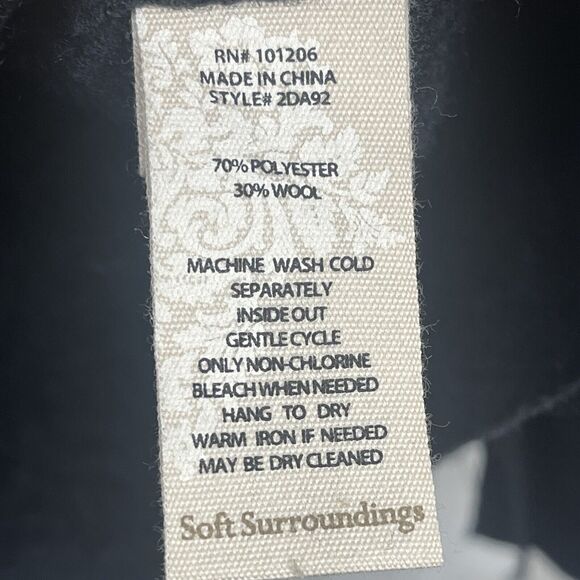 RN# 101206
MADE IN CHINA
STYLE# 2DA92
70% POLYESTER
30% WOOL
MACHINE WASH COLD
SEPARATELY
INSIDE OUT
GENTLE CYCLE
ONLY NON-CHLORINE
BLEACH WHEN NEEDED
HANG TO DRY
WARM IRON IF NEEDED
MAY BE DRY CLEANED
Soft Surroundings